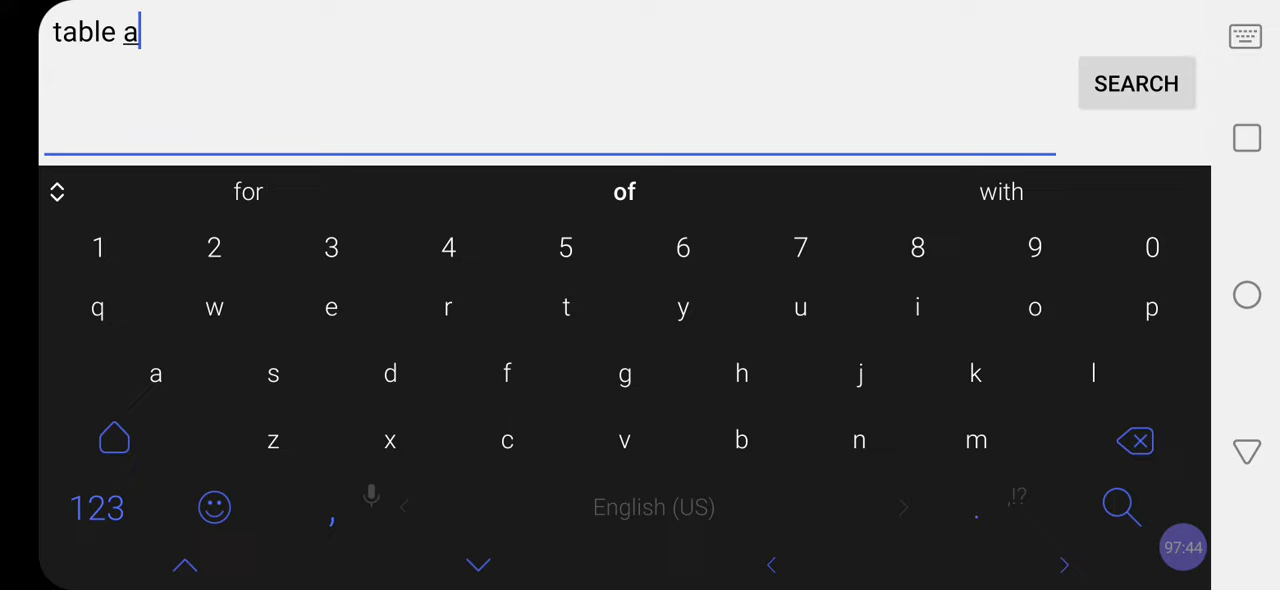 table a
SEARCH
for of with
1 2 3 4 5 6 7 8 9 0
q w e r t y u i o p
a s d f g h j k l
z x c v b n m
123 , English (US) . ,!?
97:44